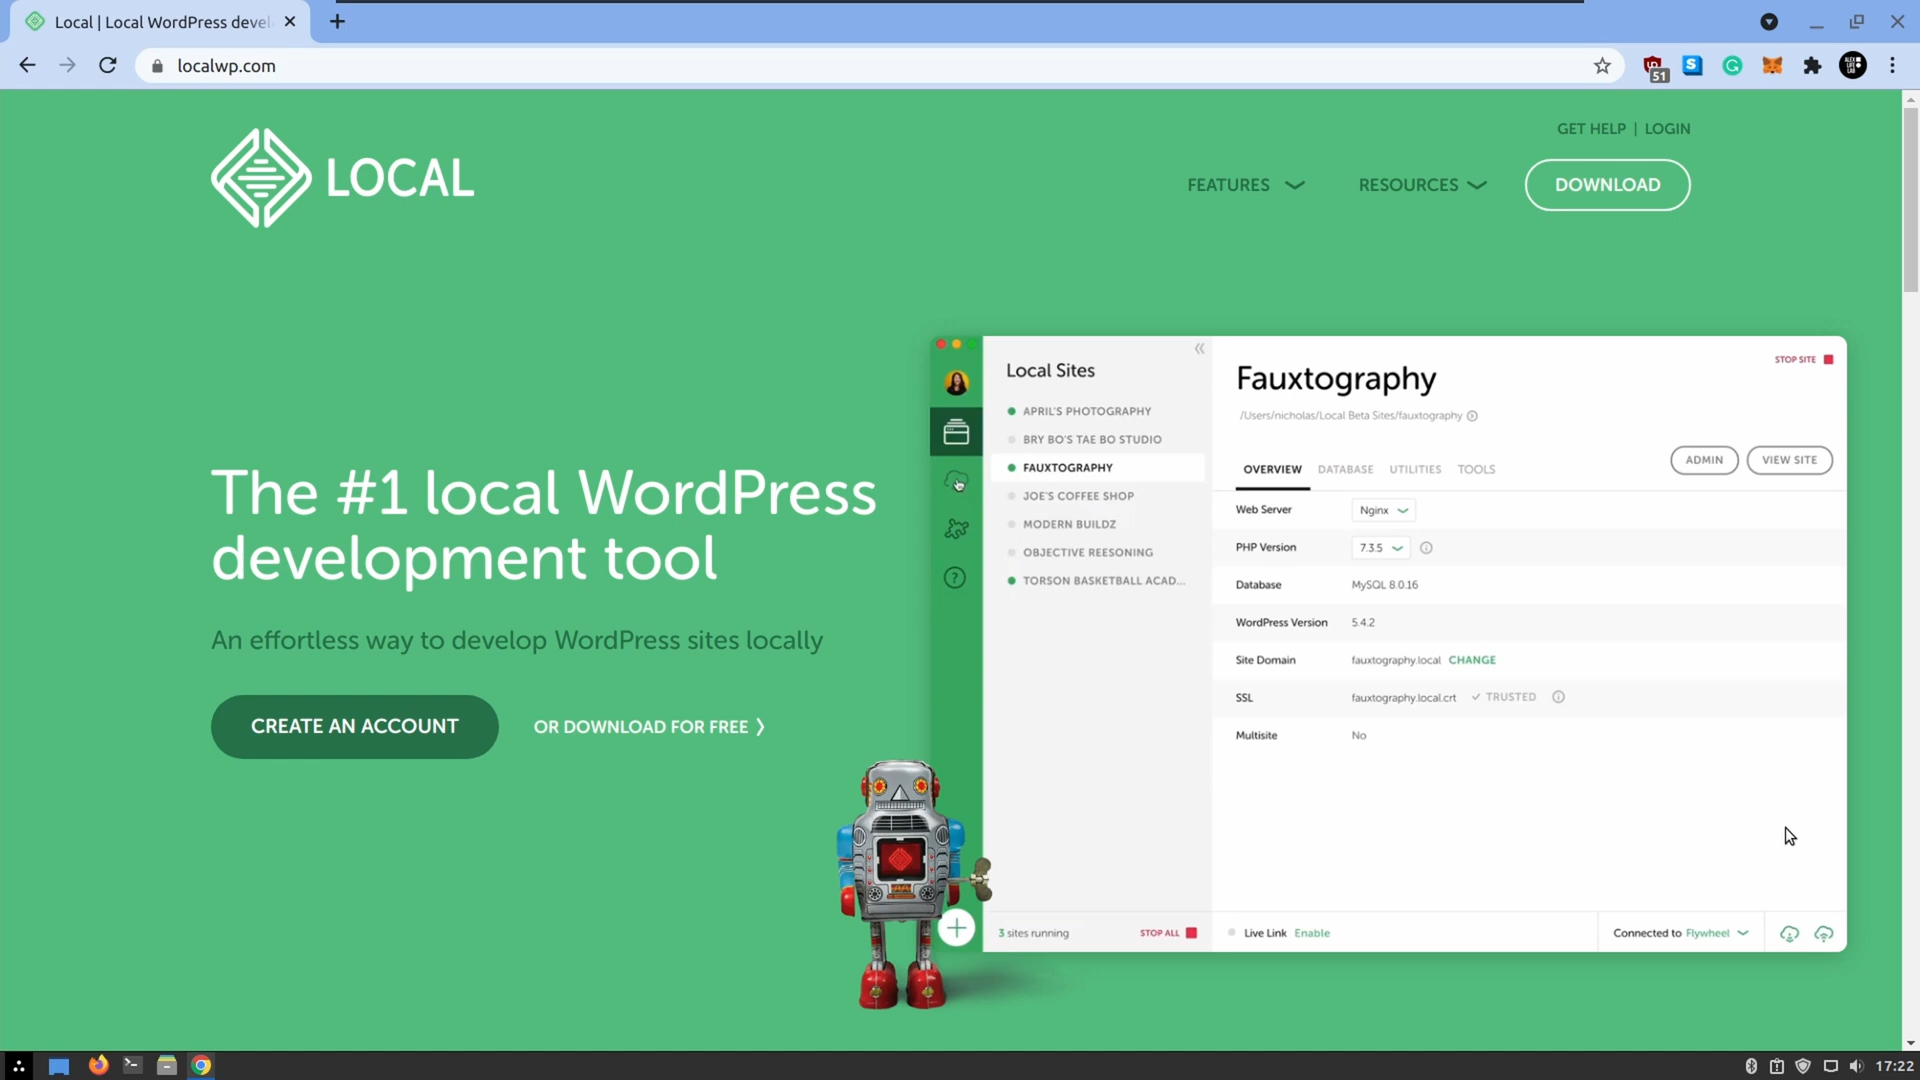 Local | Local WordPress devel
localwp.com
51
GET HELP | LOGIN
LOCAL
FEATURES
RESOURCES
DOWNLOAD
The #1 local WordPress
development tool
An effortless way to develop WordPress sites locally
CREATE AN ACCOUNT
OR DOWNLOAD FOR FREE
Local Sites
APRIL'S PHOTOGRAPHY
BRY BO'S TAE BO STUDIO
FAUXTOGRAPHY
JOE'S COFFEE SHOP
MODERN BUILDZ
OBJECTIVE REESONING
TORSON BASKETBALL ACAD...
3 sites running
STOP ALL
Fauxtography
STOP SITE
/Users/nicholas/Local Beta Sites/fauxtography
OVERVIEW DATABASE UTILITIES TOOLS
ADMIN
VIEW SITE
Web Server Nginx
PHP Version 7.3.5
Database MySQL 8.0.16
WordPress Version 5.4.2
Site Domain fauxtography.local CHANGE
SSL fauxtography.local.crt TRUSTED
Multisite No
Live Link Enable
Connected to Flywheel
17:22